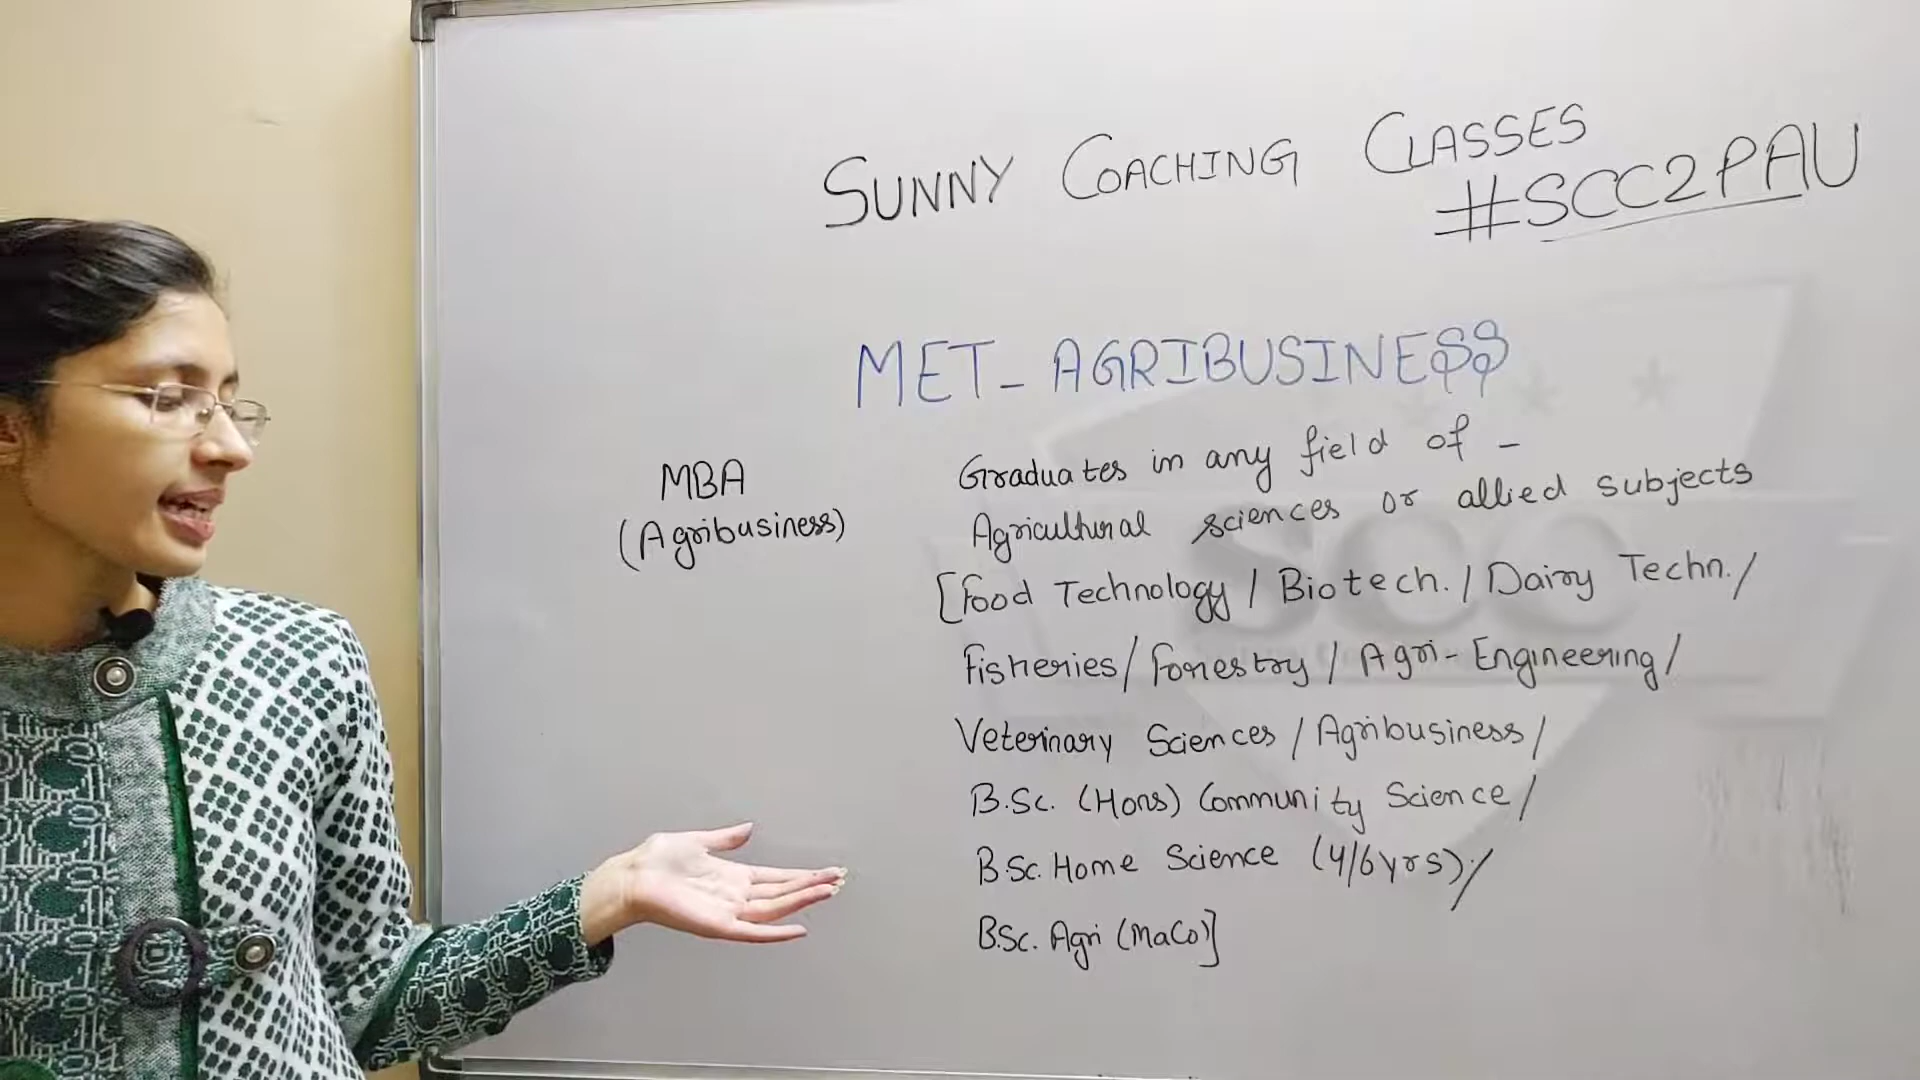 SUNNY COACHING CLASSES
#SCC2PAU
MET- AGRIBUSINESS
MBA
(Agribusiness)
Graduates in any field of -
Agricultural sciences or allied subjects
[Food Technology / Biotech. / Dairy Techn. /
Fisheries / Forestry / Agri-Engineering /
Veterinary Sciences / Agribusiness /
B.Sc. (Hons) Community Science /
B.Sc. Home Science (4/6yrs). /
B.Sc. Agri (MaCo)]
SCC